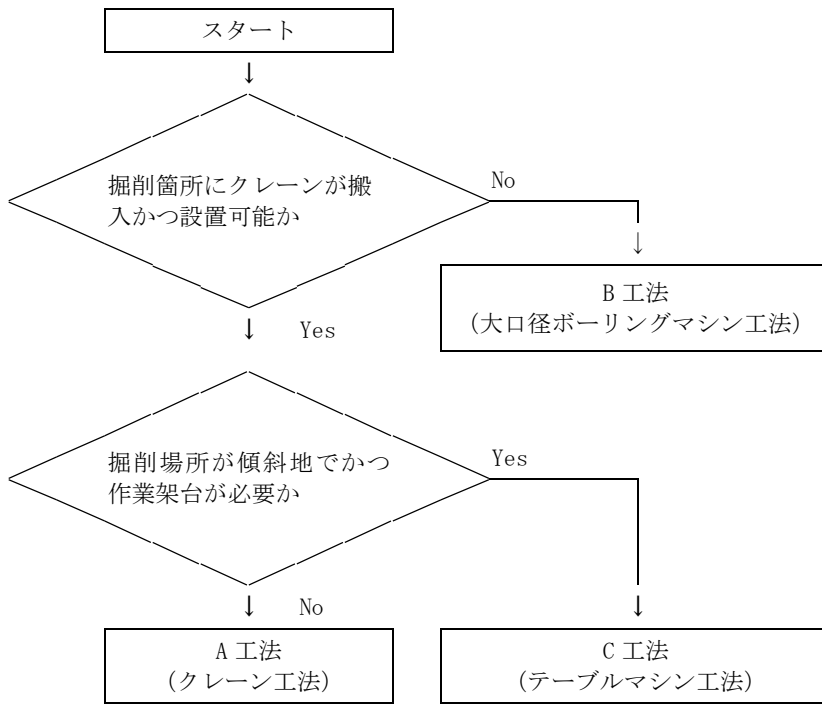 スタート
↓
掘削箇所にクレーンが搬
入かつ設置可能か
No
↓
B 工法
(大口径ボーリングマシン工法)
↓ Yes
掘削場所が傾斜地でかつ
作業架台が必要か
Yes
↓ No
↓
A 工法
(クレーン工法)
C 工法
(テーブルマシン工法)